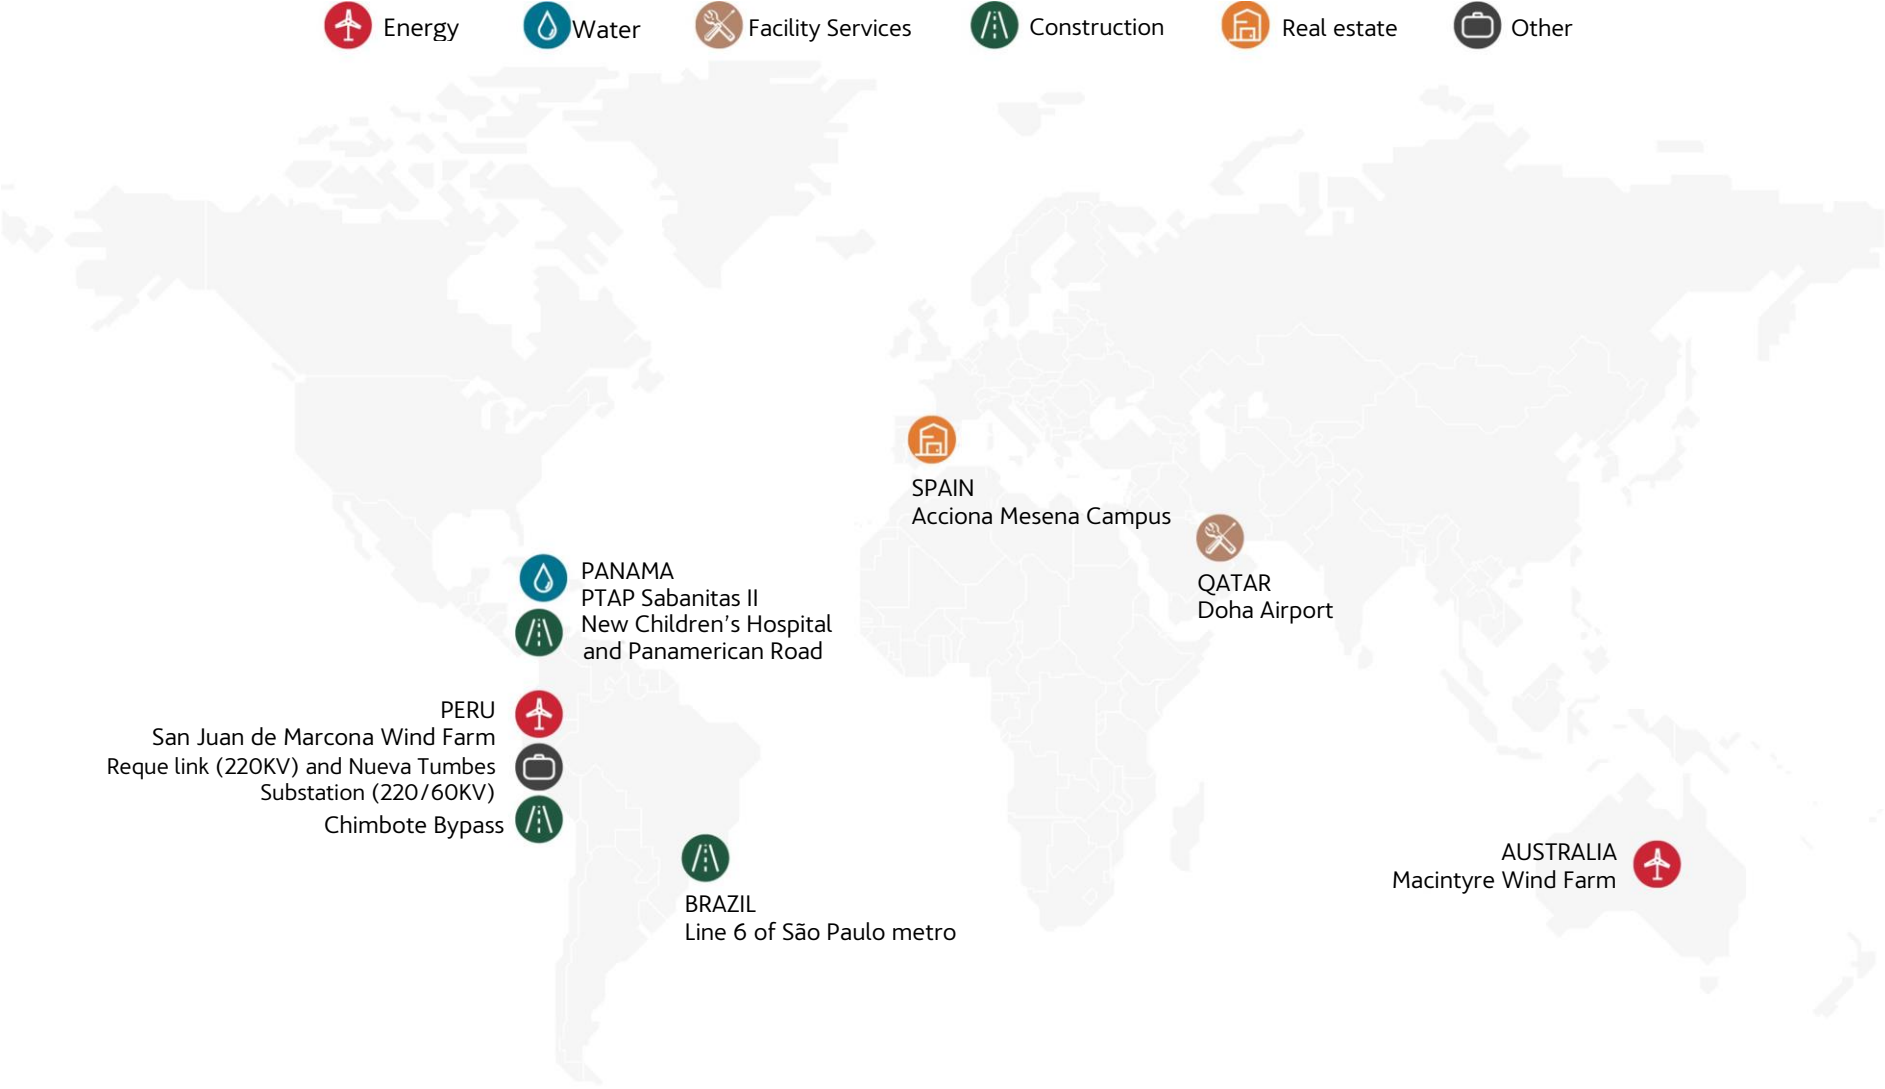 Energy
Water
Facility Services
Construction
Real estate
Other
SPAIN
Acciona Mesena Campus
QATAR
Doha Airport
PANAMA
PTAP Sabanitas II
New Children’s Hospital
and Panamerican Road
PERU
San Juan de Marcona Wind Farm
Reque link (220KV) and Nueva Tumbes
Substation (220/60KV)
Chimbote Bypass
BRAZIL
Line 6 of São Paulo metro
AUSTRALIA
Macintyre Wind Farm